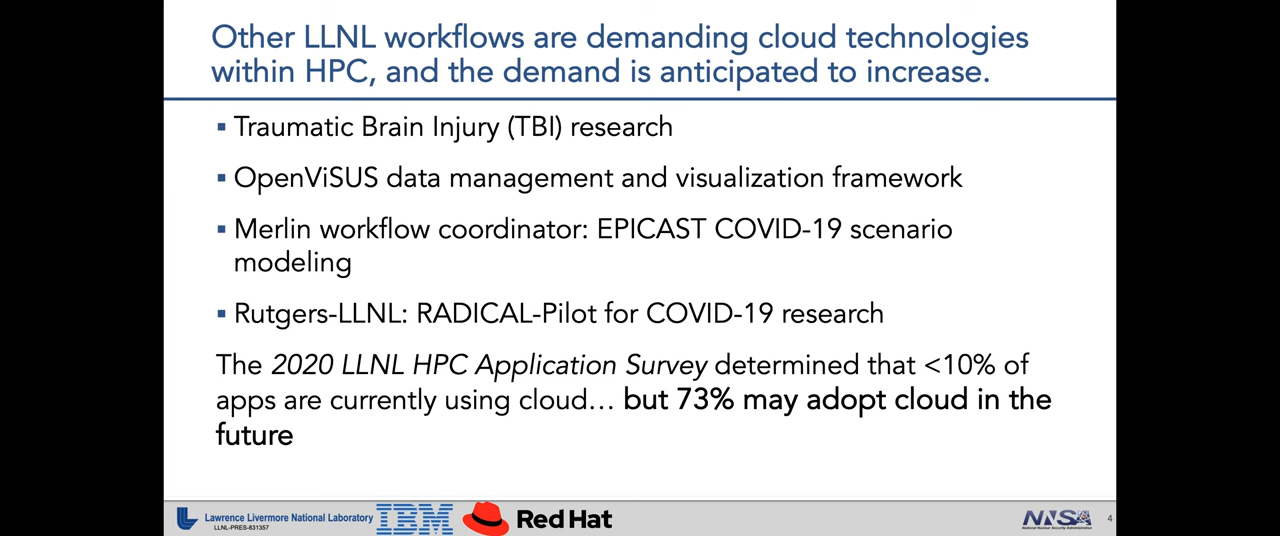 Other LLNL workflows are demanding cloud technologies
within HPC, and the demand is anticipated to increase.
▪ Traumatic Brain Injury (TBI) research
▪ OpenViSUS data management and visualization framework
▪ Merlin workflow coordinator: EPICAST COVID-19 scenario
modeling
▪ Rutgers-LLNL: RADICAL-Pilot for COVID-19 research
The 2020 LLNL HPC Application Survey determined that <10% of
apps are currently using cloud… but 73% may adopt cloud in the
future
Lawrence Livermore National Laboratory
LLNL-PRES-831357
IBM
Red Hat
NNSA
National Nuclear Security Administration
4